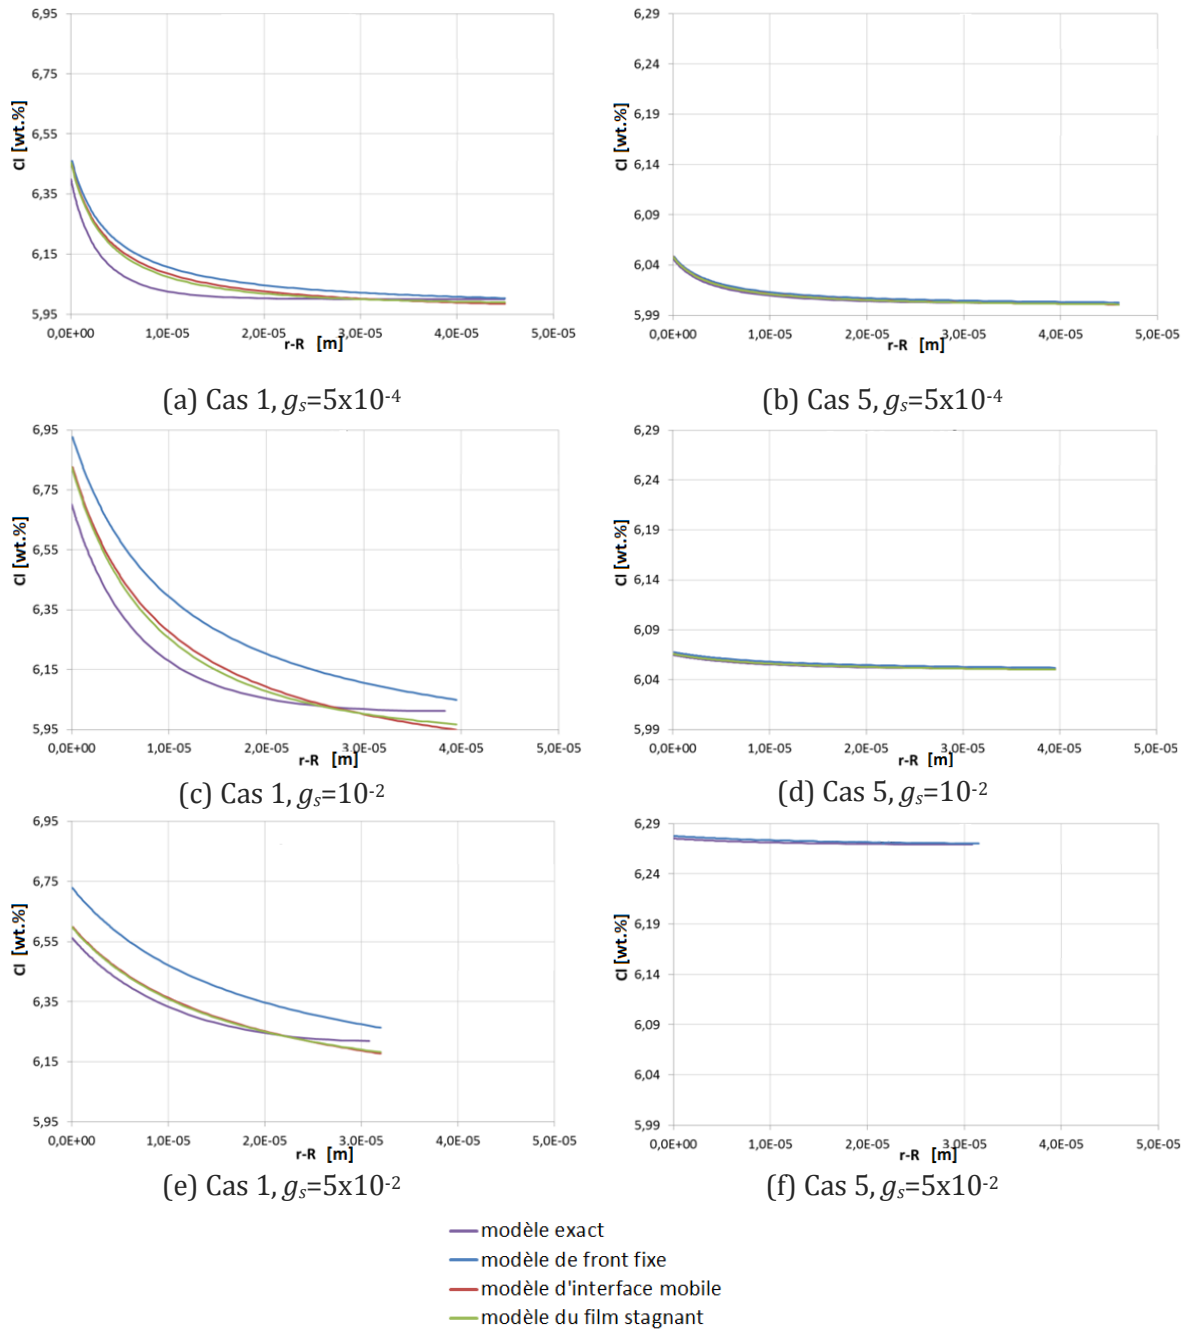 6,95
6,75
6,55
6,35
6,15
5,95
Cl [wt.%]
0,0E+00 1,0E-05 2,0E-05 3,0E-05 4,0E-05 5,0E-05
r-R [m]
(a) Cas 1, gs=5x10-4
6,29
6,24
6,19
6,14
6,09
6,04
5,99
Cl [wt.%]
0,0E+00 1,0E-05 2,0E-05 3,0E-05 4,0E-05 5,0E-05
r-R [m]
(b) Cas 5, gs=5x10-4
6,95
6,75
6,55
6,35
6,15
5,95
Cl [wt.%]
0,0E+00 1,0E-05 2,0E-05 3,0E-05 4,0E-05 5,0E-05
r-R [m]
(c) Cas 1, gs=10-2
6,29
6,24
6,19
6,14
6,09
6,04
5,99
Cl [wt.%]
0,0E+00 1,0E-05 2,0E-05 3,0E-05 4,0E-05 5,0E-05
r-R [m]
(d) Cas 5, gs=10-2
6,95
6,75
6,55
6,35
6,15
5,95
Cl [wt.%]
0,0E+00 1,0E-05 2,0E-05 3,0E-05 4,0E-05 5,0E-05
r-R [m]
(e) Cas 1, gs=5x10-2
6,29
6,24
6,19
6,14
6,09
6,04
5,99
Cl [wt.%]
0,0E+00 1,0E-05 2,0E-05 3,0E-05 4,0E-05 5,0E-05
r-R [m]
(f) Cas 5, gs=5x10-2
modèle exact
modèle de front fixe
modèle d'interface mobile
modèle du film stagnant